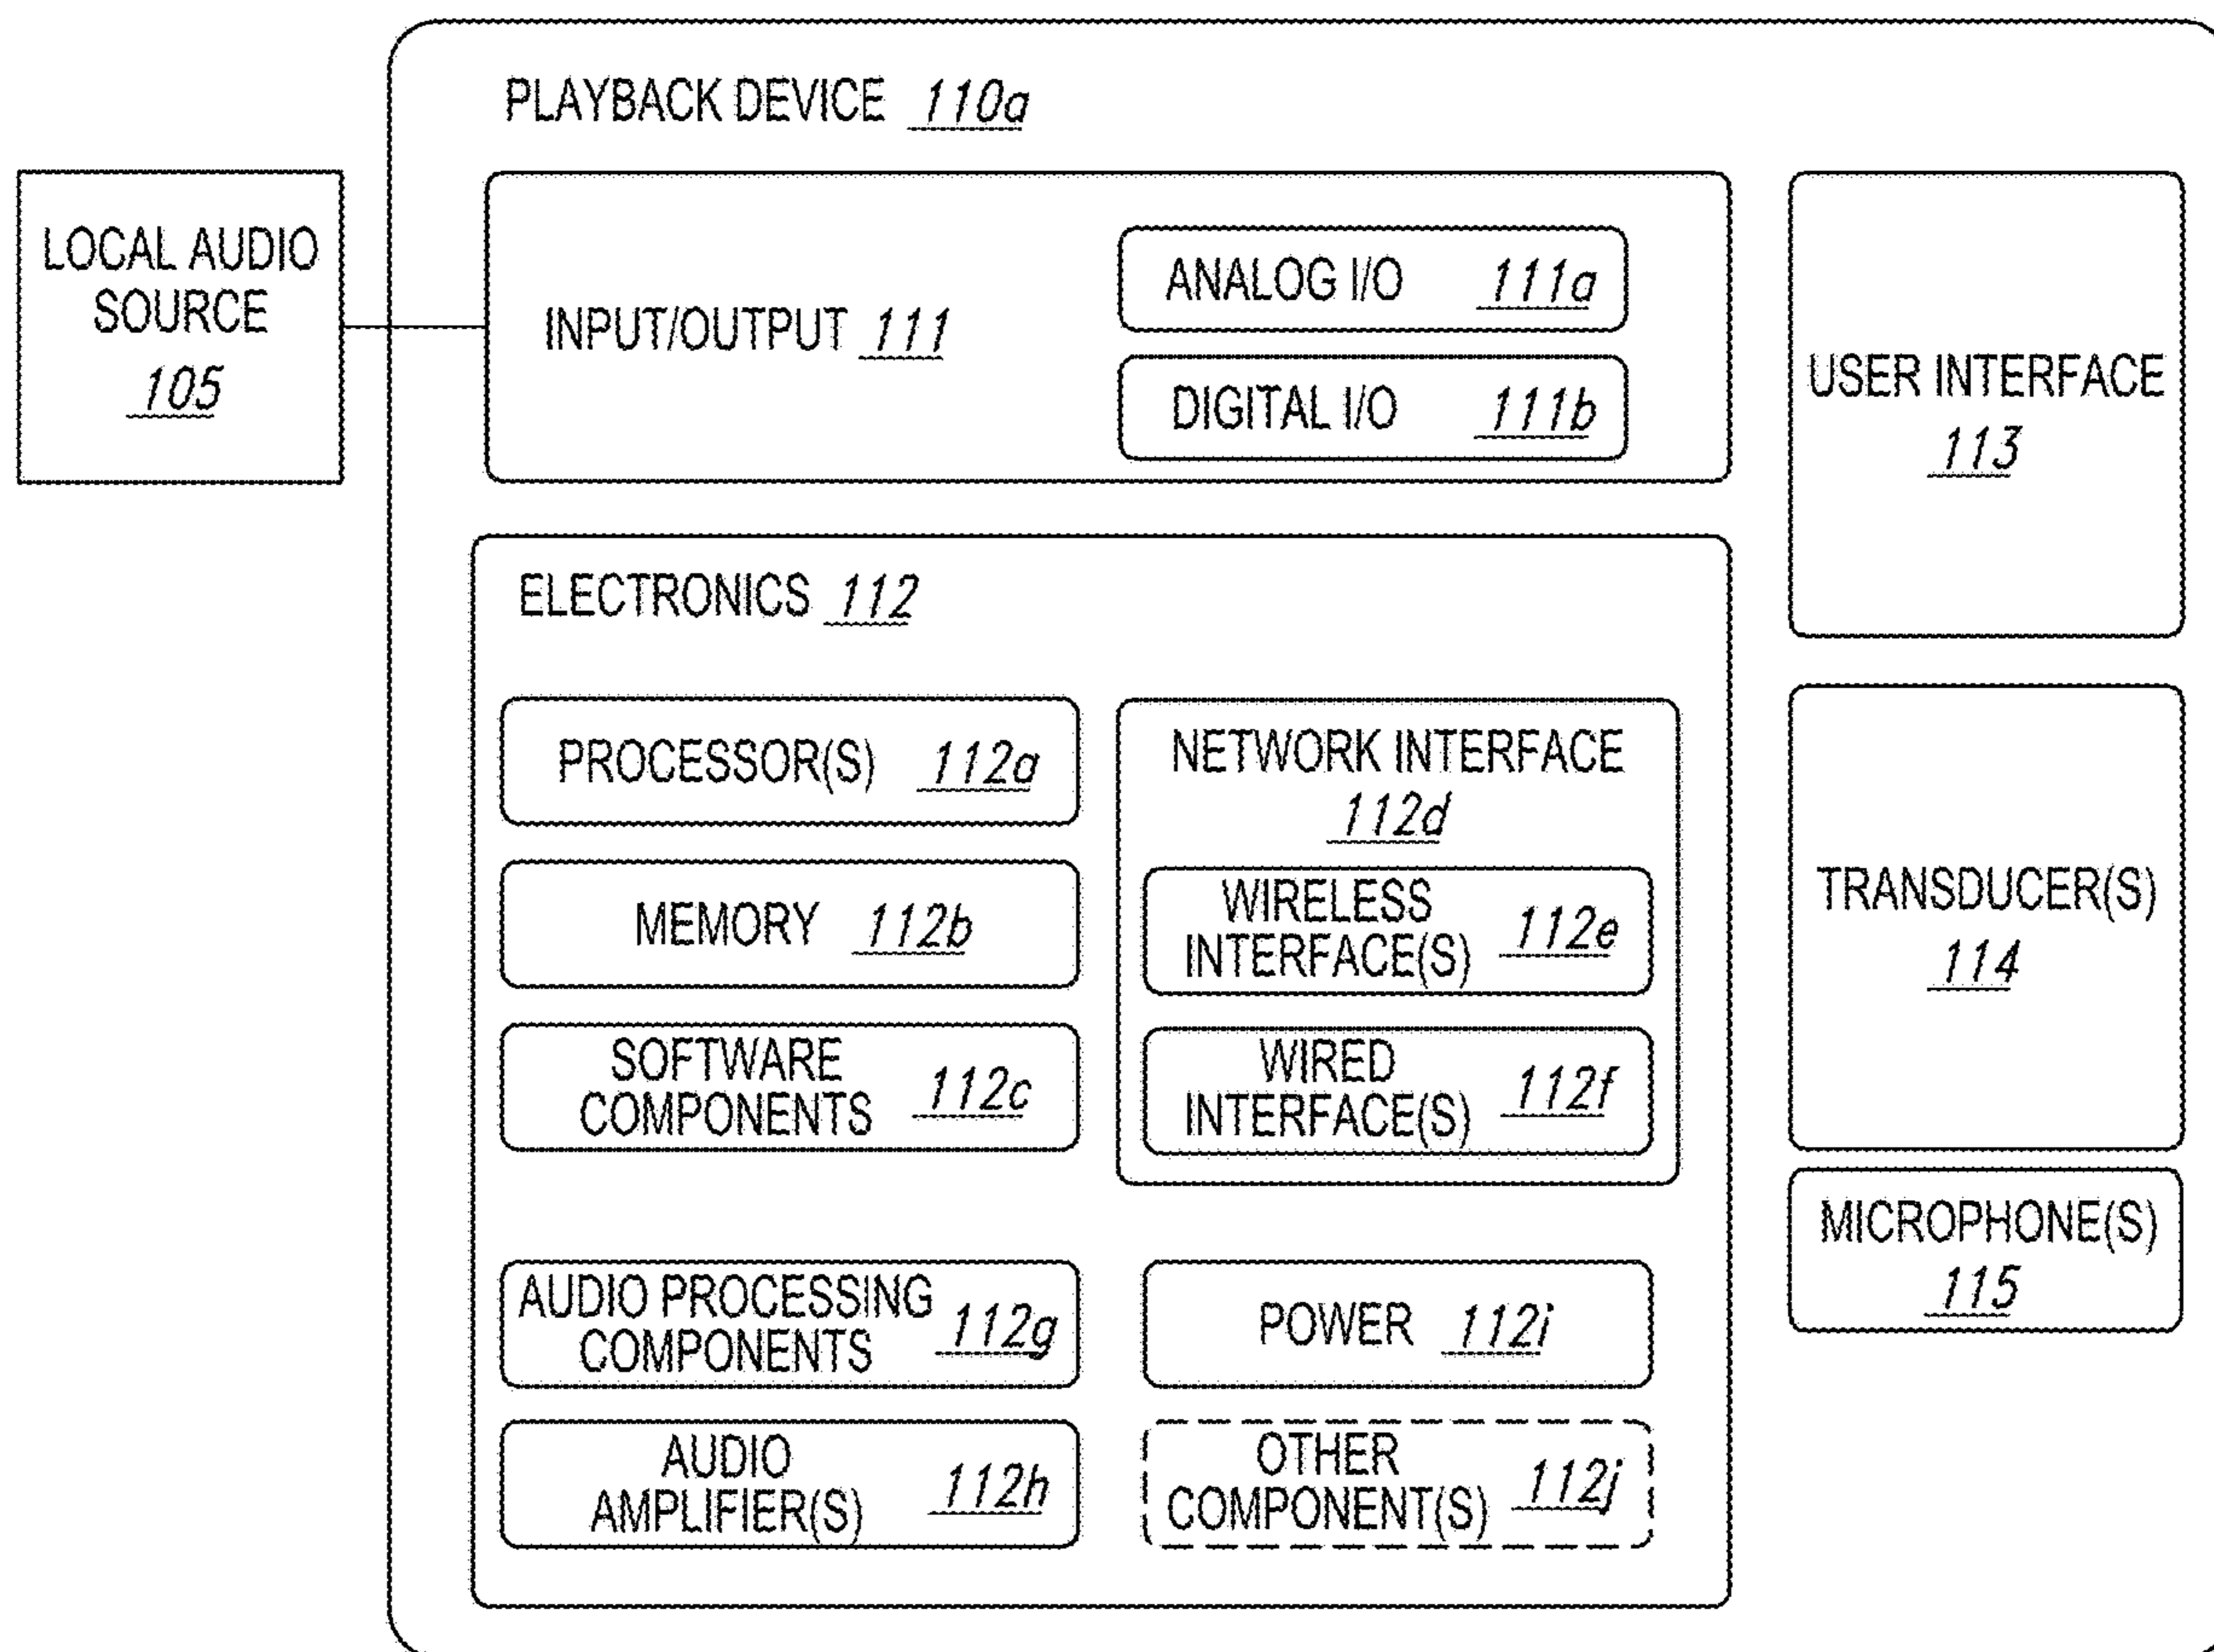 PLAYBACK DEVICE 110a
LOCAL AUDIO
SOURCE
105
INPUT/OUTPUT 111
ANALOG I/O 111a
DIGITAL I/O 111b
USER INTERFACE
113
ELECTRONICS 112
PROCESSOR(S) 112a
MEMORY 112b
SOFTWARE
COMPONENTS 112c
NETWORK INTERFACE
112d
WIRELESS
INTERFACE(S) 112e
WIRED
INTERFACE(S) 112f
AUDIO PROCESSING
COMPONENTS 112g
AUDIO
AMPLIFIER(S) 112h
POWER 112i
OTHER
COMPONENT(S) 112j
TRANSDUCER(S)
114
MICROPHONE(S)
115